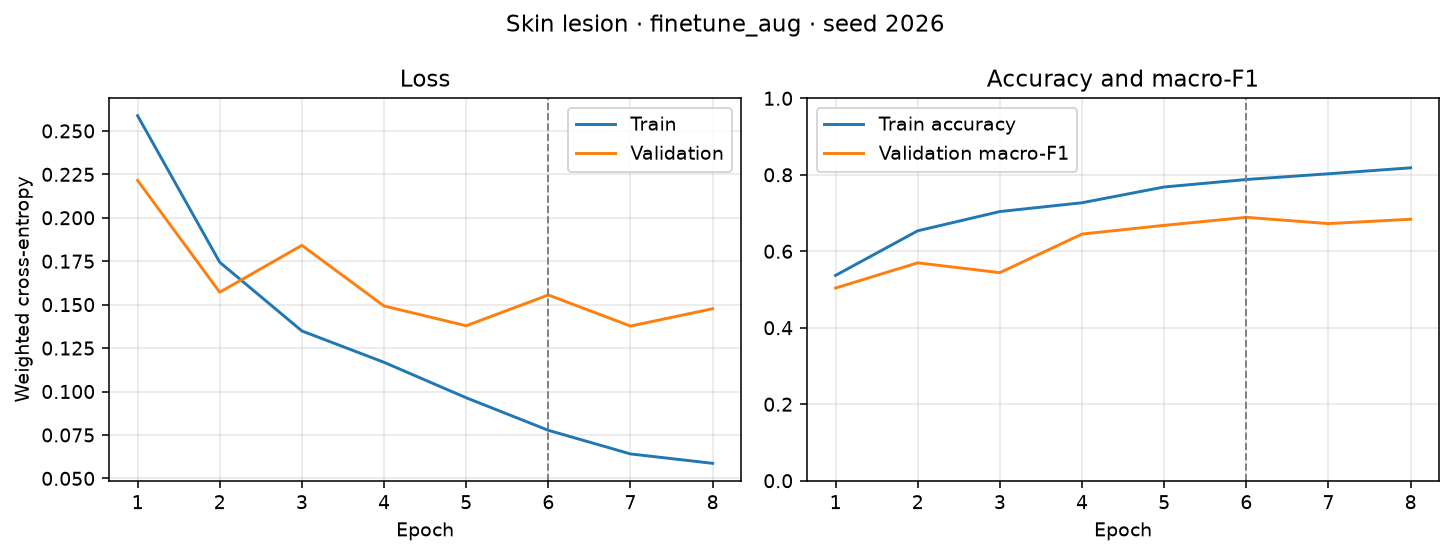 Skin lesion · finetune_aug · seed 2026
Loss
Weighted cross-entropy
0.250
0.225
0.200
0.175
0.150
0.125
0.100
0.075
0.050
Train
Validation
1 2 3 4 5 6 7 8
Epoch
Accuracy and macro-F1
1.0
0.8
0.6
0.4
0.2
0.0
Train accuracy
Validation macro-F1
1 2 3 4 5 6 7 8
Epoch